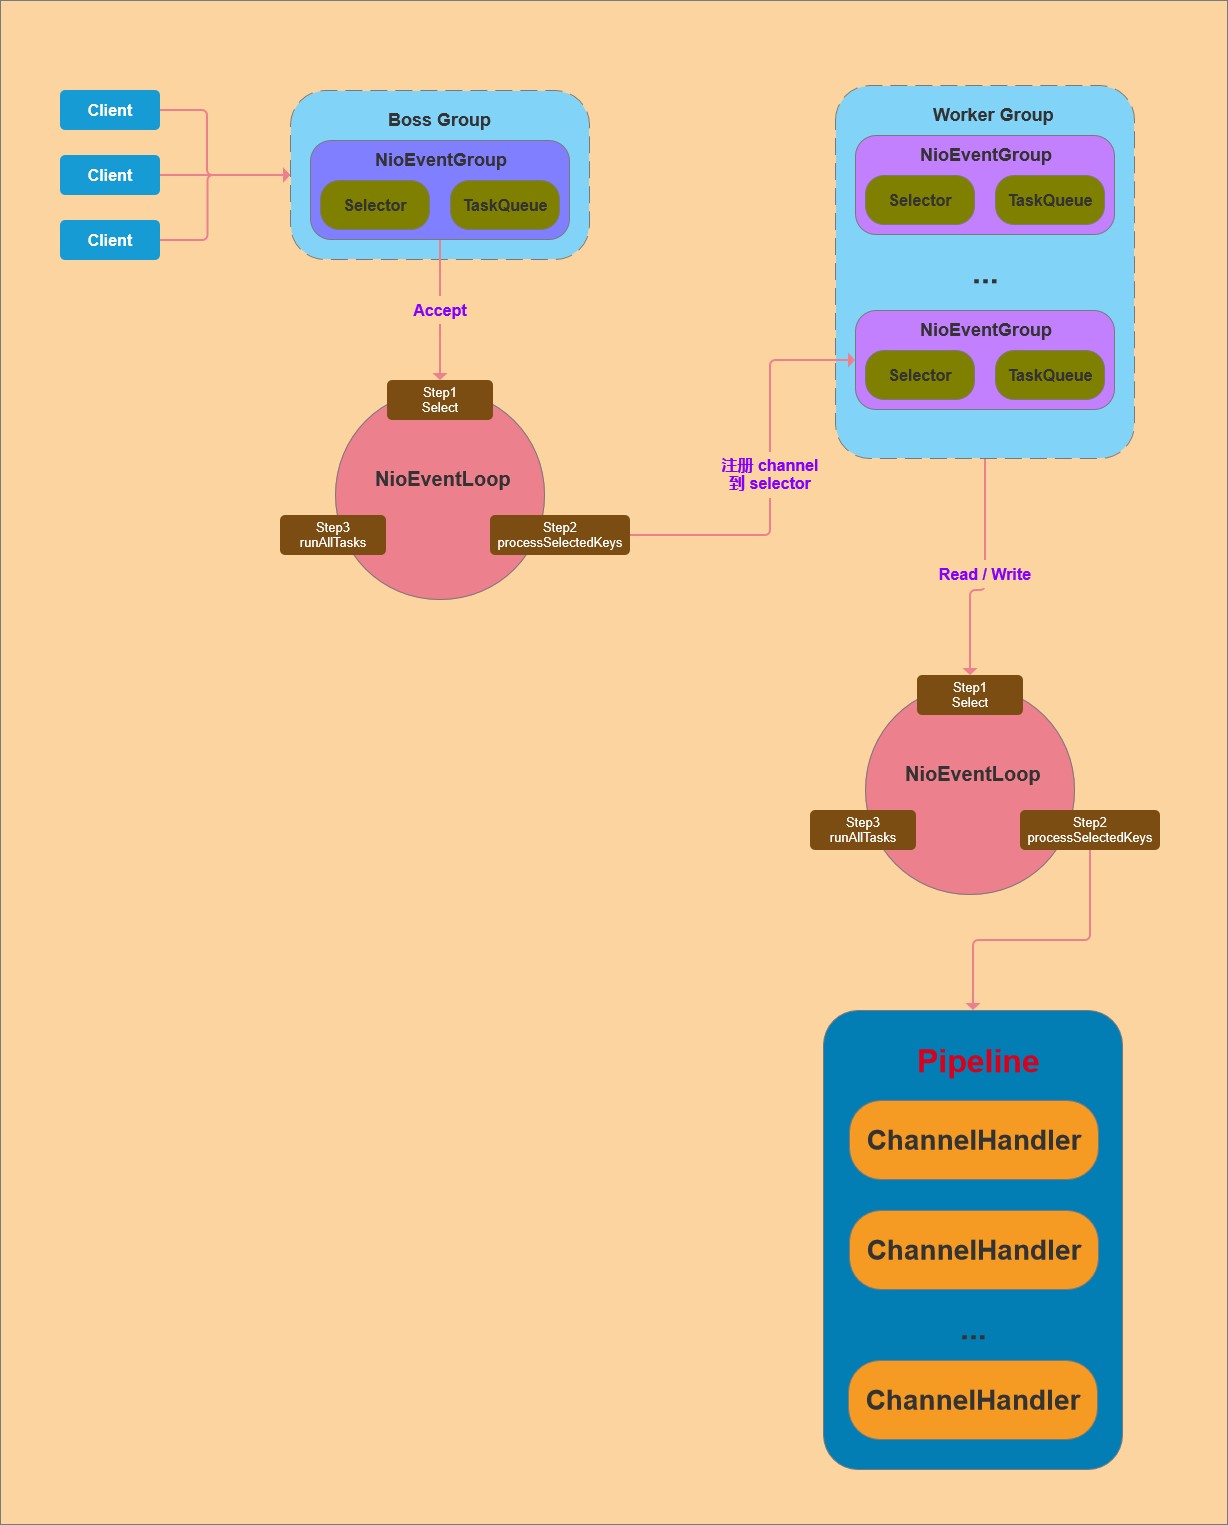 Client
Client
Client
Boss Group
NioEventGroup
Selector
TaskQueue
Accept
Step1
Select
NioEventLoop
Step3
runAllTasks
Step2
processSelectedKeys
注册 channel
到 selector
Worker Group
NioEventGroup
Selector
TaskQueue
...
NioEventGroup
Selector
TaskQueue
Read / Write
Step1
Select
NioEventLoop
Step3
runAllTasks
Step2
processSelectedKeys
Pipeline
ChannelHandler
ChannelHandler
...
ChannelHandler